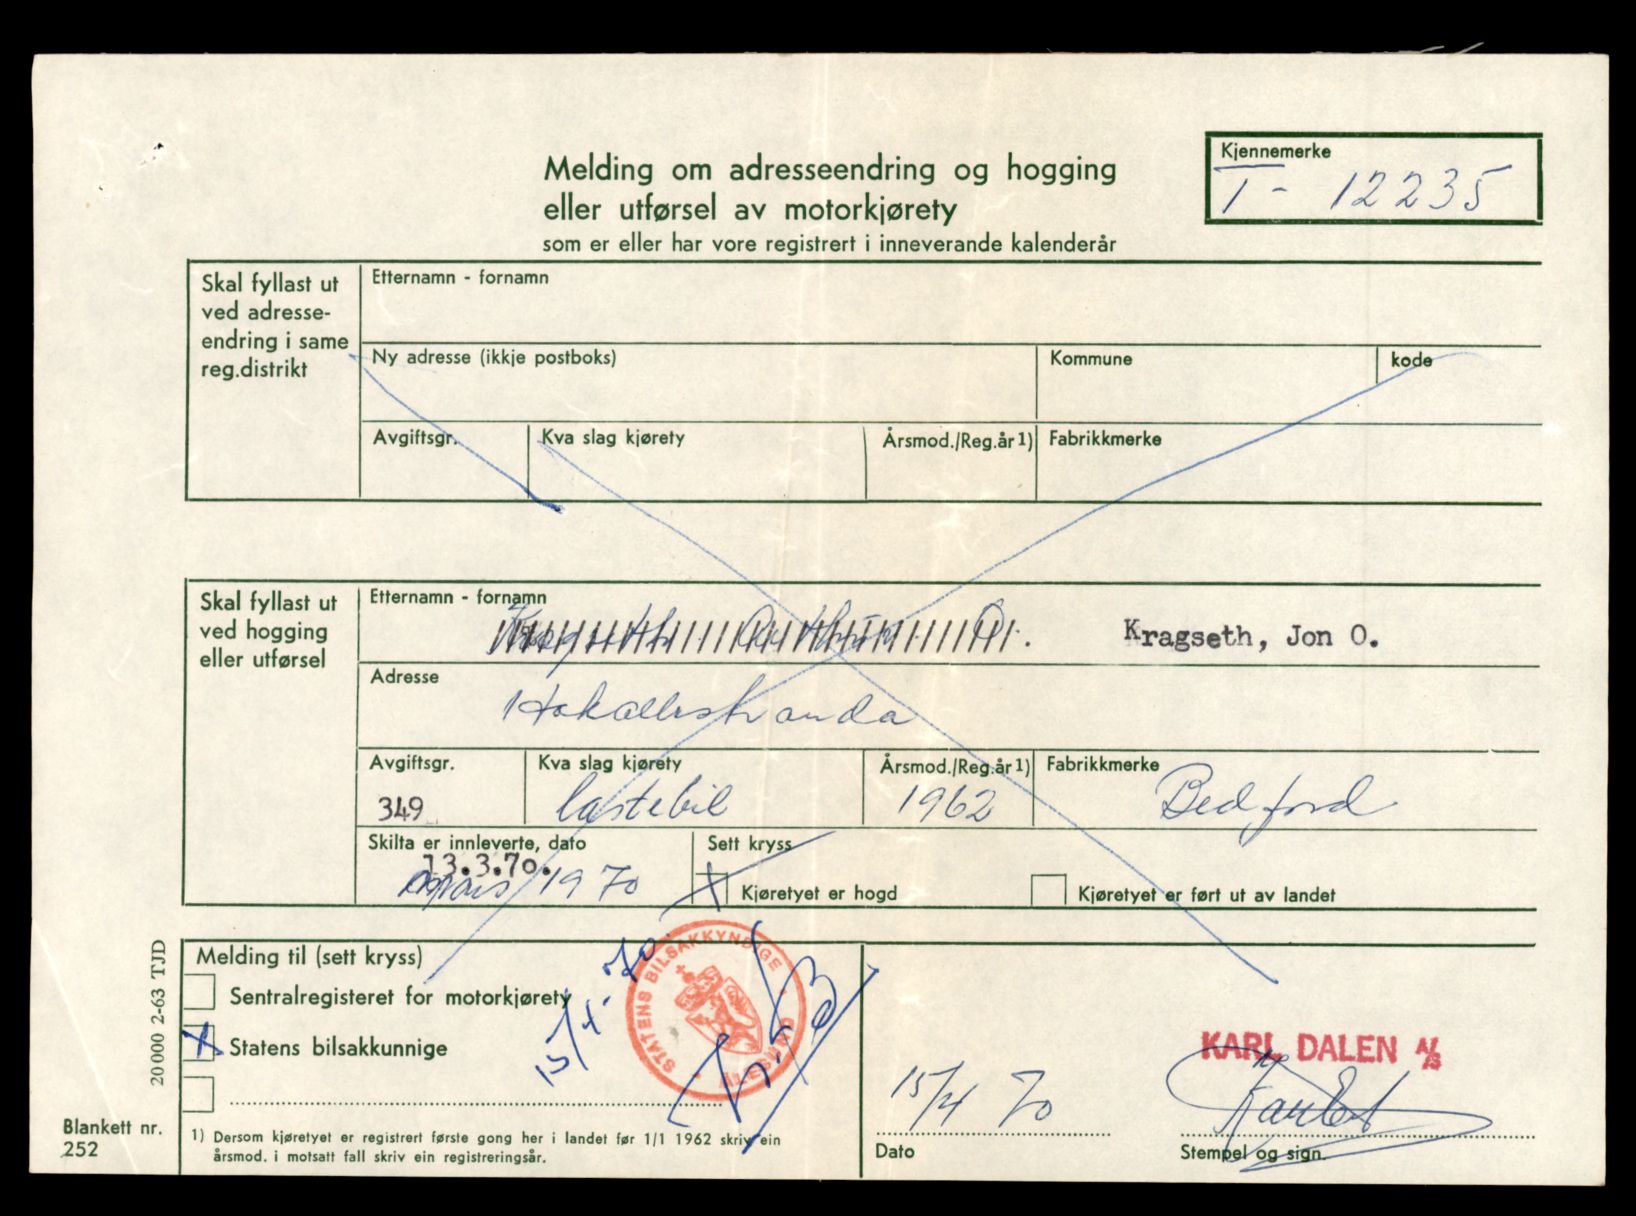 Melding om adresseendring og hogging
eller utførsel av motorkjørety
som er eller har vore registrert i inneverande kalenderår
Kjennemerke
T- 12235
Skal fyllast ut
ved adresse-
endring i same
reg.distrikt
Etternamn - fornamn
Ny adresse (ikkje postboks)
Kommune
kode
Avgiftsgr.
Kva slag kjørety
Årsmod./Reg.år 1)
Fabrikkmerke
Skal fyllast ut
ved hogging
eller utførsel
Etternamn - fornamn
Kragseth, Jon O.
Adresse
Hakallestranda
Avgiftsgr.
349
Kva slag kjørety
lastebil
Årsmod./Reg.år 1)
1962
Fabrikkmerke
Bedford
Skilta er innleverte, dato
13.3.70.
mars 1970
Sett kryss
X Kjøretyet er hogd
Kjøretyet er ført ut av landet
Melding til (sett kryss)
Sentralregisteret for motorkjørety
X Statens bilsakkunnige
15/4-70
STATENS BILSAKKYNDIGE
1) Dersom kjøretyet er registrert første gong her i landet før 1/1 1962 skriv ein
årsmod. i motsatt fall skriv ein registreringsår.
15/4 70
Dato
KARL DALEN A/S
Stempel og sign.
20000 2-63 TJD
Blankett nr.
252